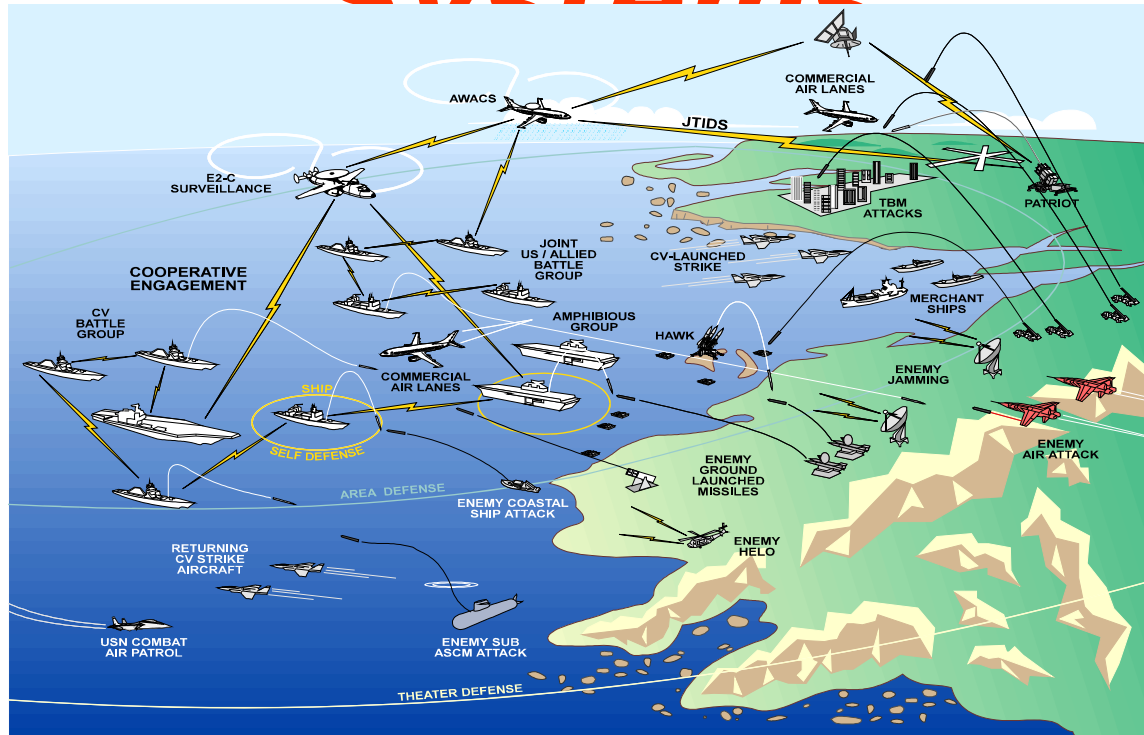 SYSTEMS
COMMERCIAL
AIR LANES
AWACS
JTIDS
E2-C
SURVEILLANCE
TBM
ATTACKS
PATRIOT
JOINT
US / ALLIED
BATTLE
GROUP
CV-LAUNCHED
STRIKE
COOPERATIVE
ENGAGEMENT
MERCHANT
SHIPS
CV
BATTLE
GROUP
AMPHIBIOUS
GROUP
HAWK
COMMERCIAL
AIR LANES
ENEMY
JAMMING
SHIP
SELF DEFENSE
ENEMY
AIR ATTACK
ENEMY
GROUND
LAUNCHED
MISSILES
AREA DEFENSE
ENEMY COASTAL
SHIP ATTACK
ENEMY
HELO
RETURNING
CV STRIKE
AIRCRAFT
USN COMBAT
AIR PATROL
ENEMY SUB
ASCM ATTACK
THEATER DEFENSE